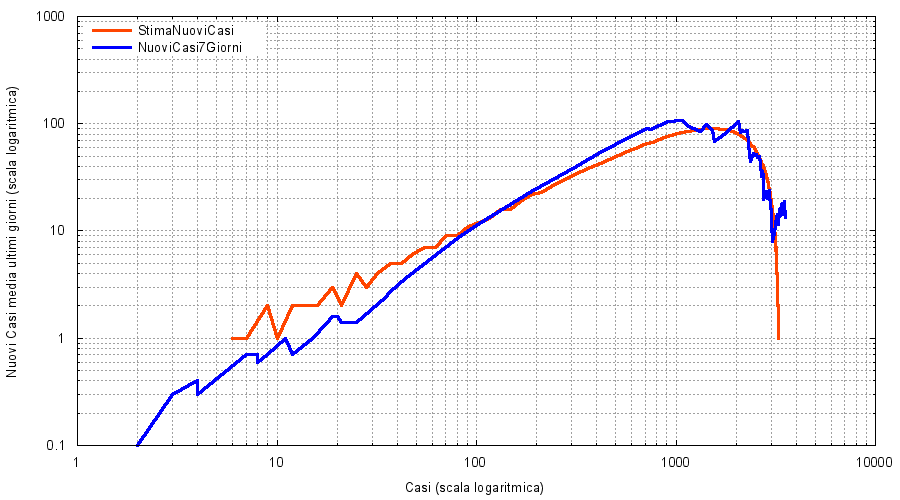 1000
StimaNuoviCasi
NuoviCasi7Giorni
100
10
1
0.1
Nuovi Casi media ultimi giorni (scala logaritmica)
1
10
100
1000
10000
Casi (scala logaritmica)